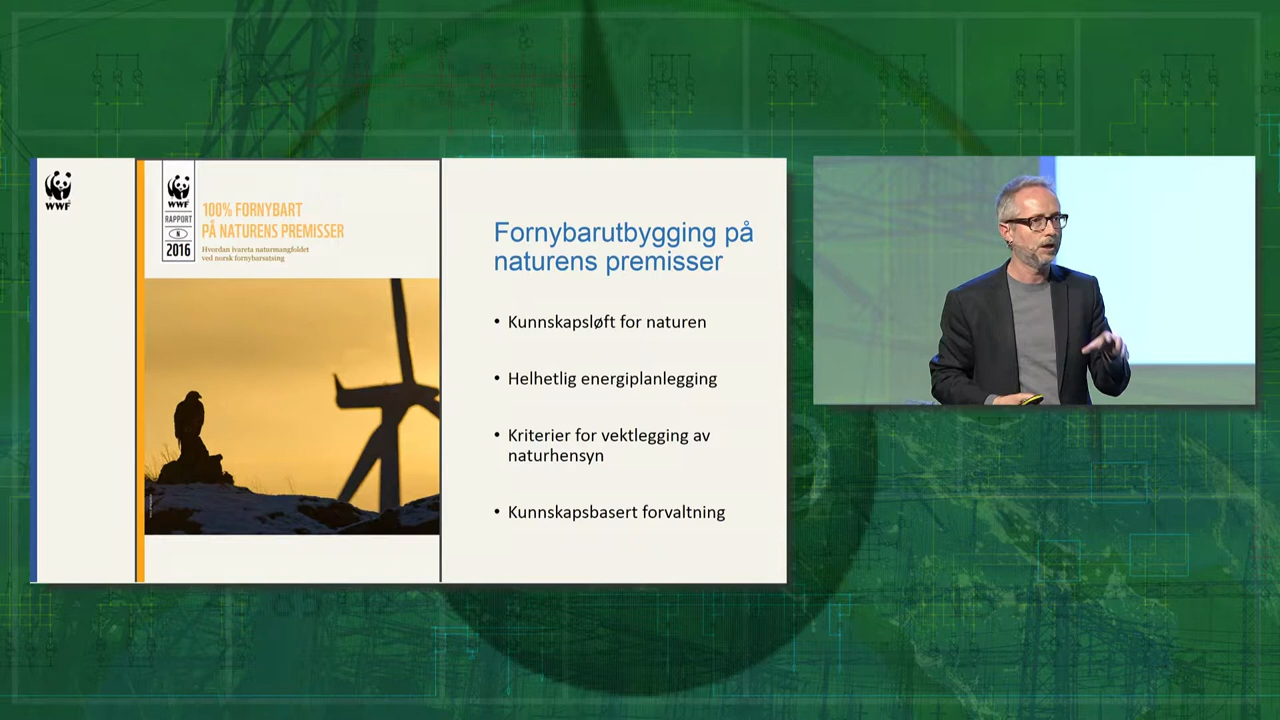 WWF
WWF
RAPPORT
N
2016
100% FORNYBART
PÅ NATURENS PREMISSER
Hvordan ivareta naturmangfoldet
ved norsk fornybarsatsing
Fornybarutbygging på
naturens premisser
• Kunnskapsløft for naturen
• Helhetlig energiplanlegging
• Kriterier for vektlegging av
naturhensyn
• Kunnskapsbasert forvaltning